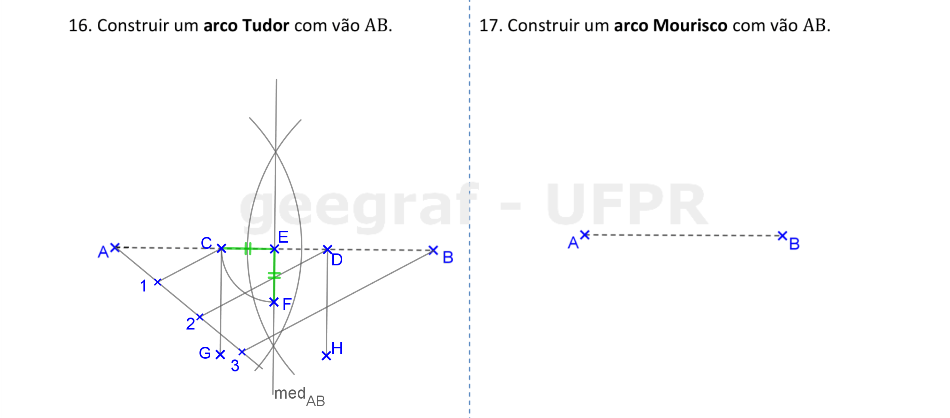 16. Construir um arco Tudor com vão AB.
17. Construir um arco Mourisco com vão AB.
geegraf - UFPR
A
C
E
D
B
1
F
2
G
3
H
med AB
A
B